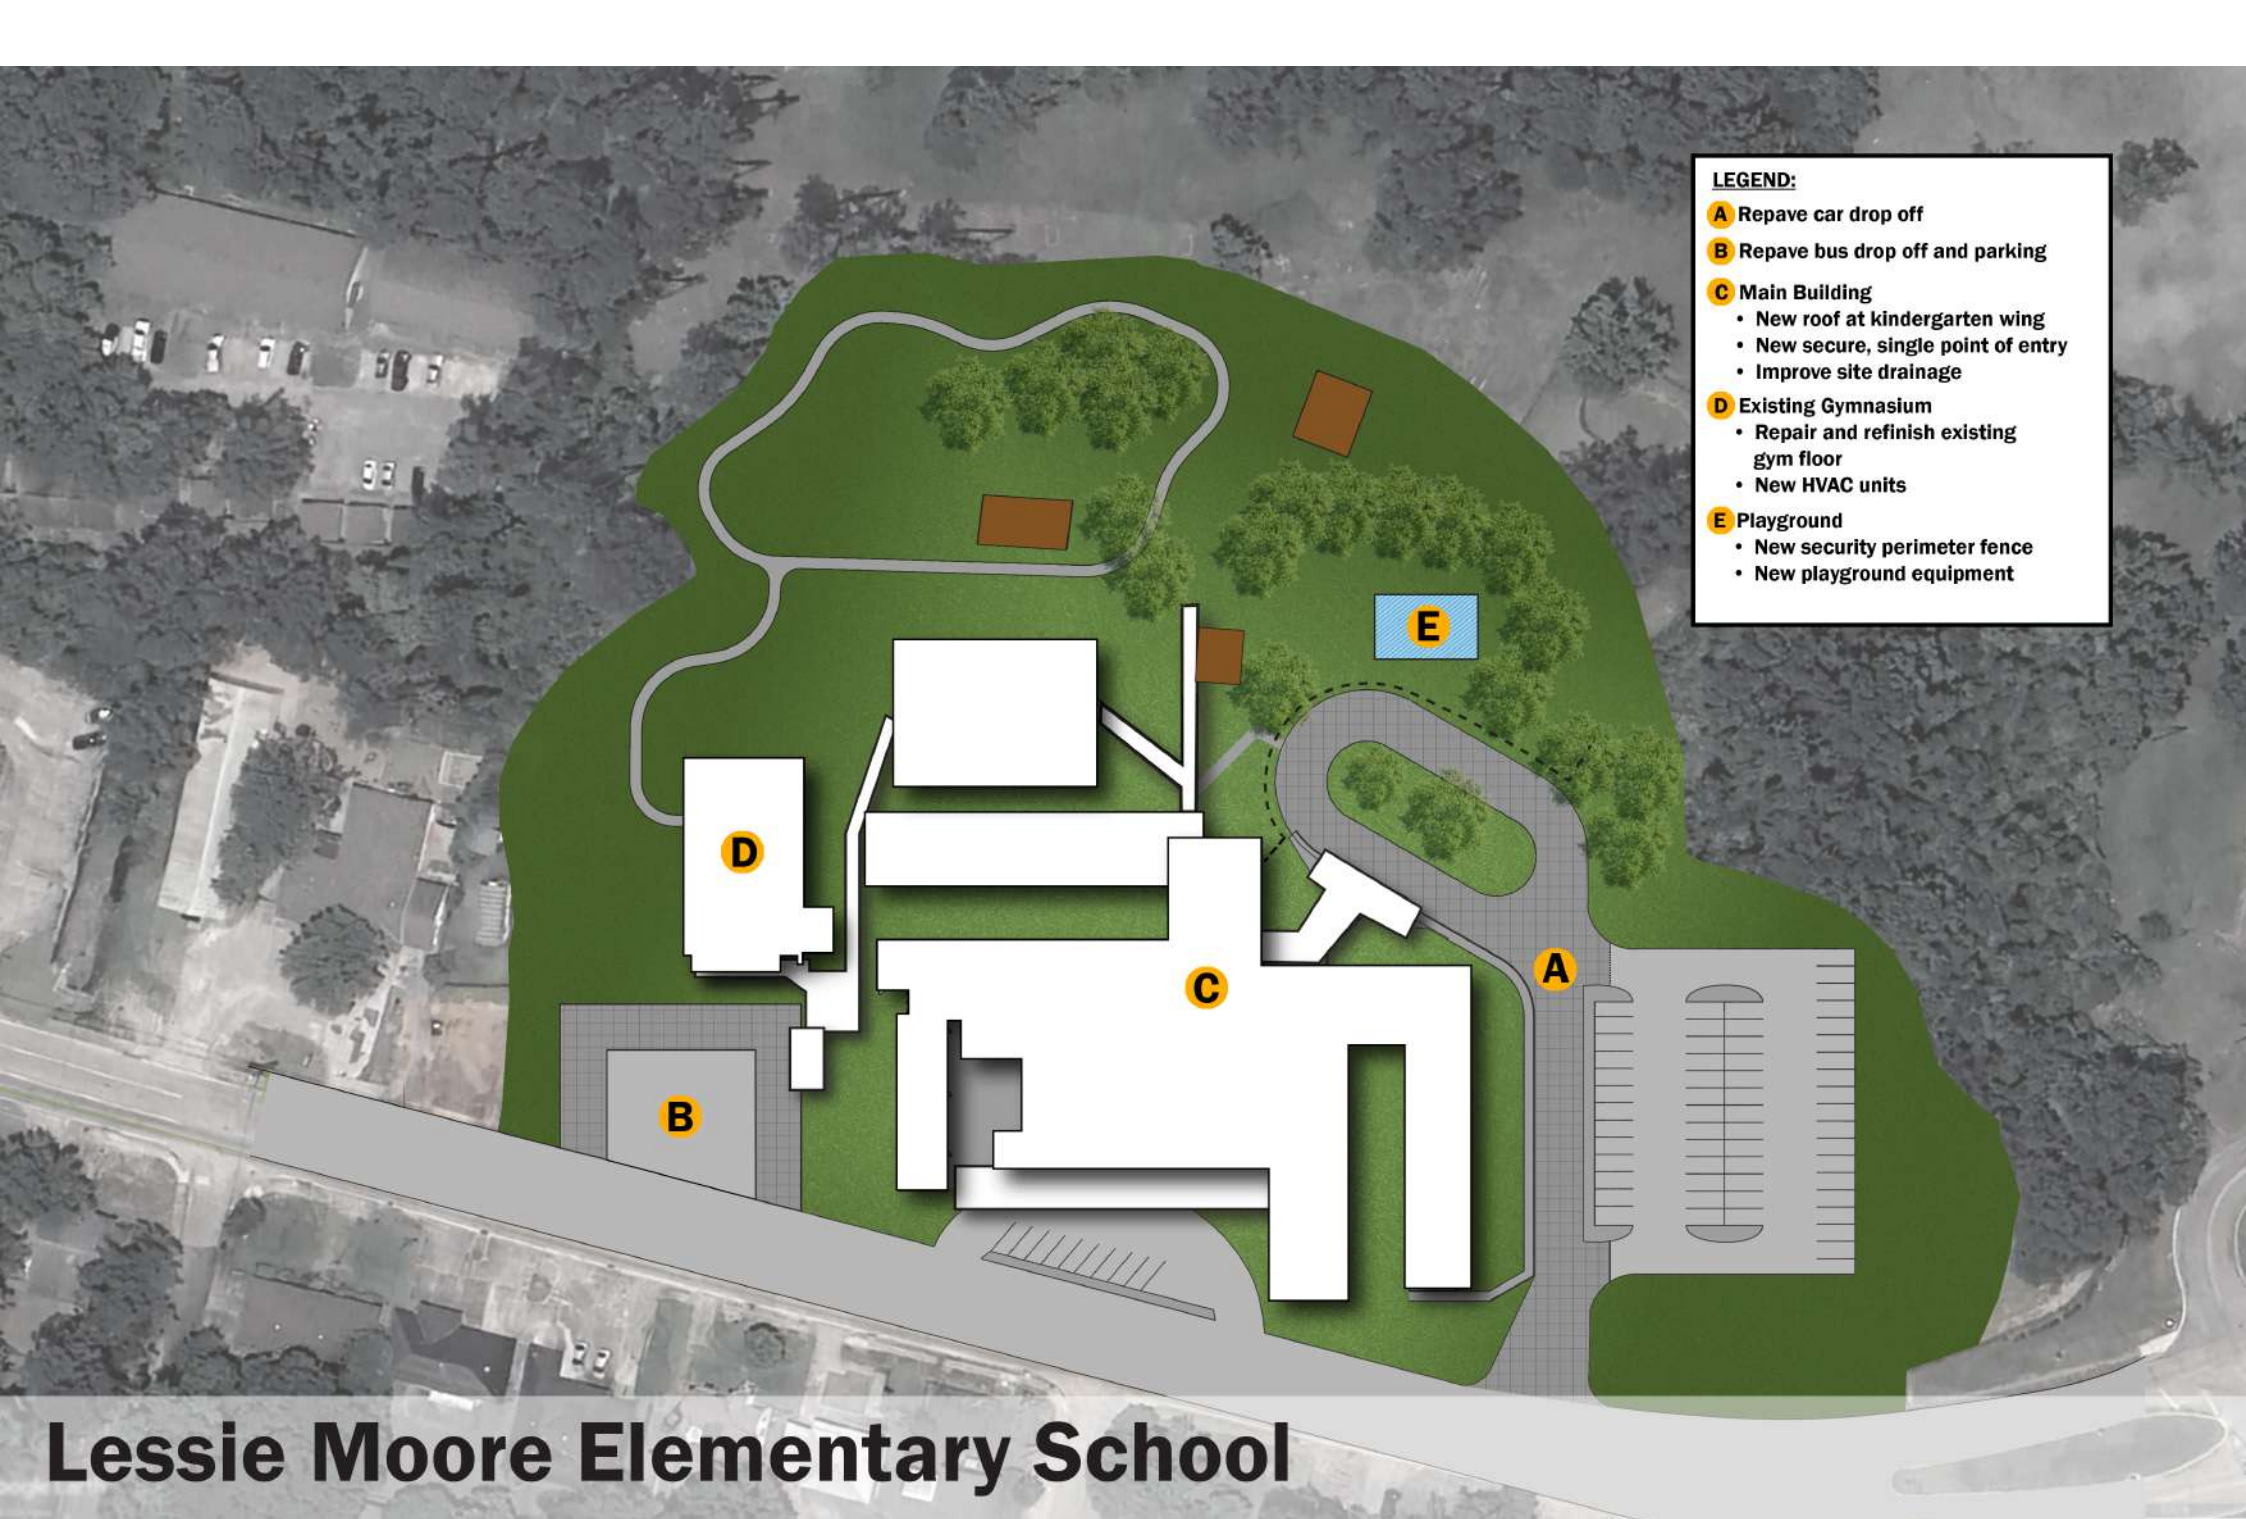 LEGEND:
A Repave car drop off
B Repave bus drop off and parking
C Main Building
• New roof at kindergarten wing
• New secure, single point of entry
• Improve site drainage
D Existing Gymnasium
• Repair and refinish existing
gym floor
• New HVAC units
E Playground
• New security perimeter fence
• New playground equipment
E
D
A
C
B
Lessie Moore Elementary School